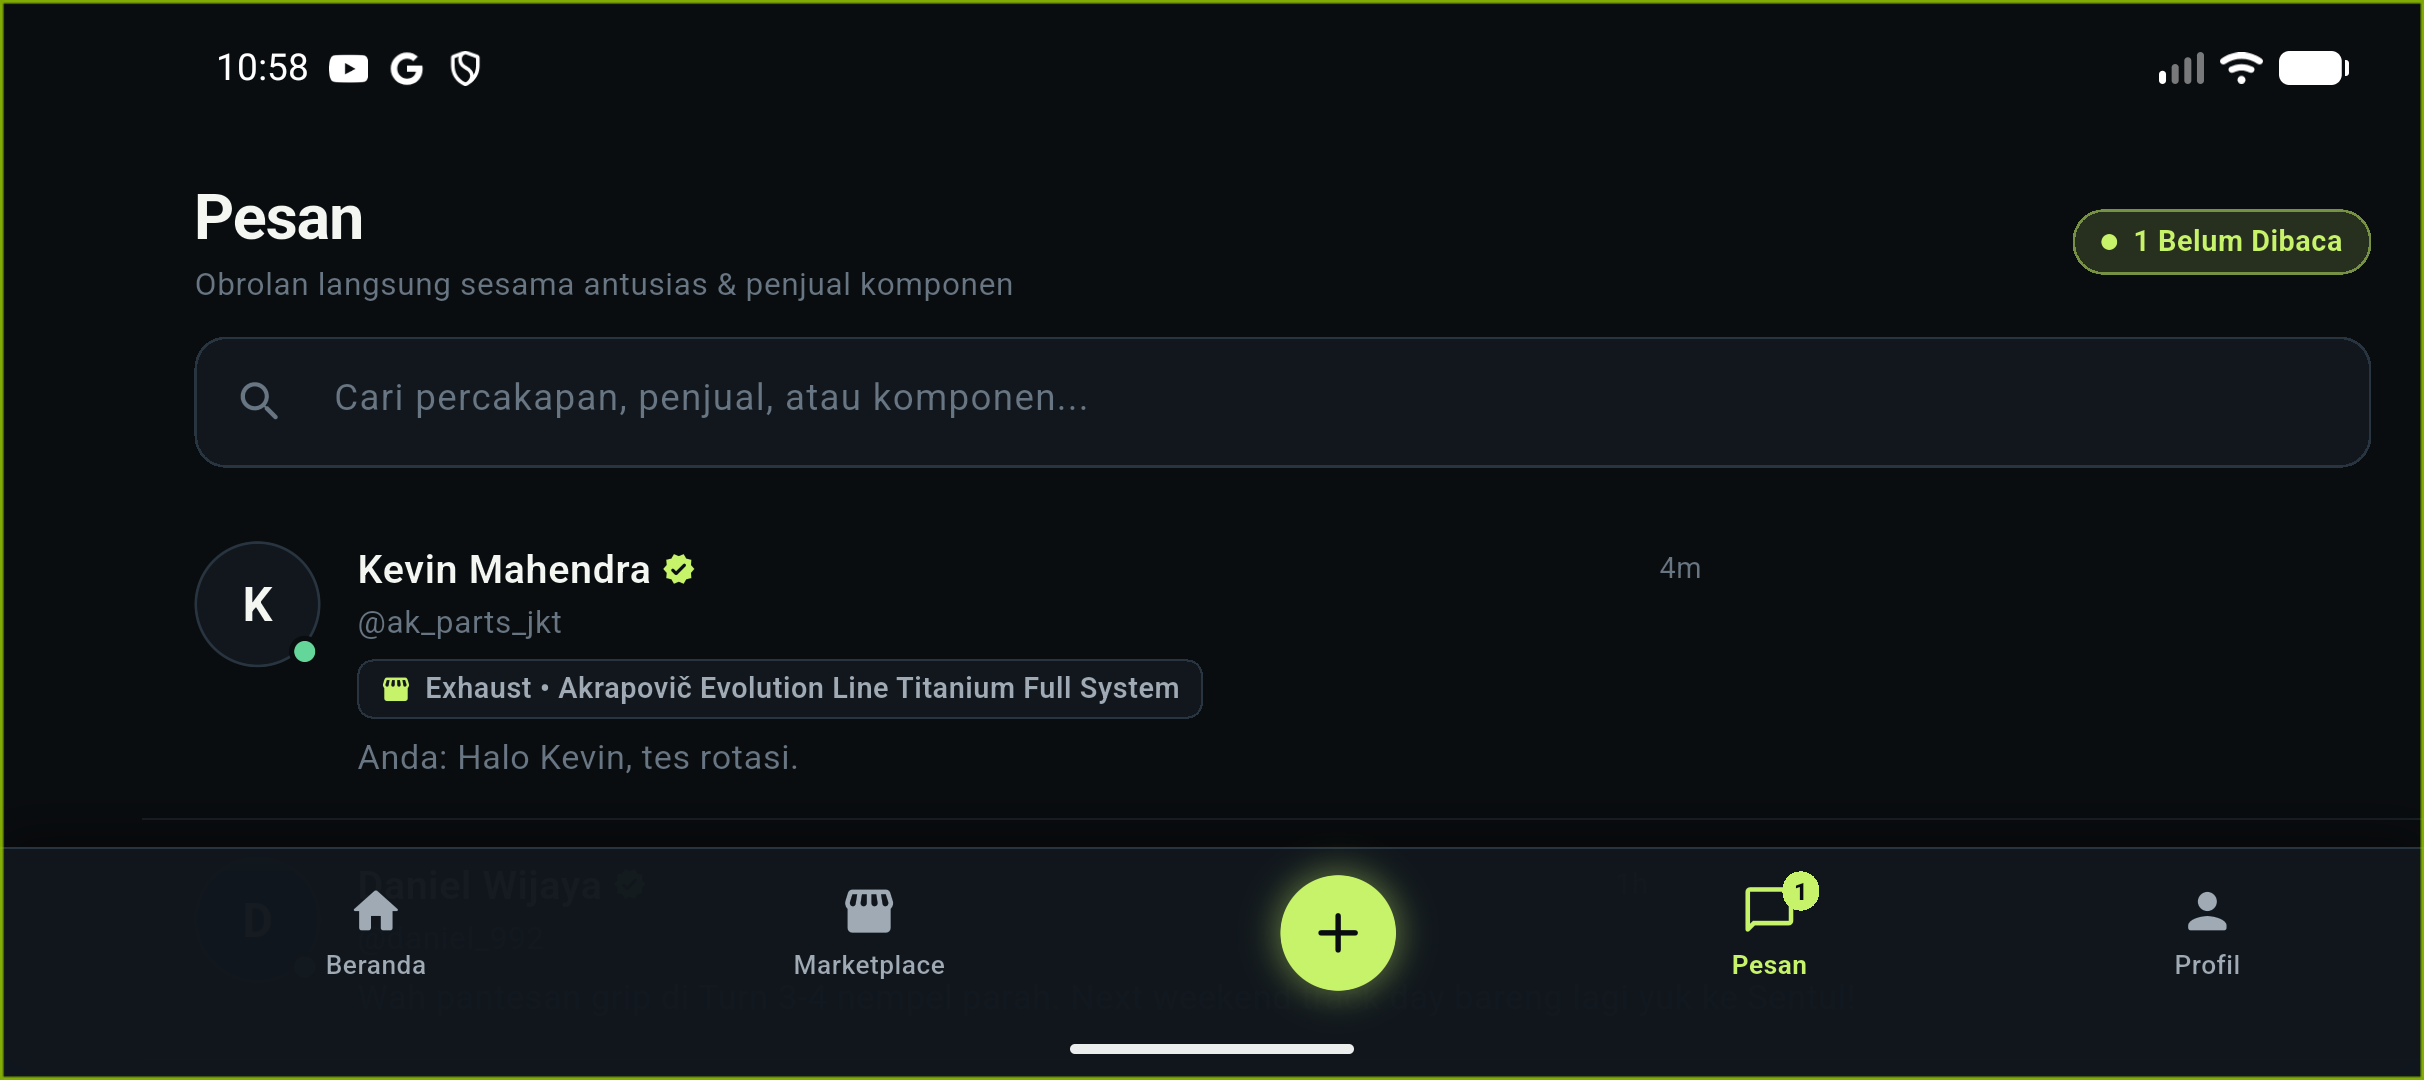 10:58
Pesan
1 Belum Dibaca
Obrolan langsung sesama antusias & penjual komponen
Cari percakapan, penjual, atau komponen...
K
Kevin Mahendra
4m
@ak_parts_jkt
Exhaust • Akrapovič Evolution Line Titanium Full System
Anda: Halo Kevin, tes rotasi.
D
Daniel Wijaya
1
Beranda
Marketplace
Pesan
Profil